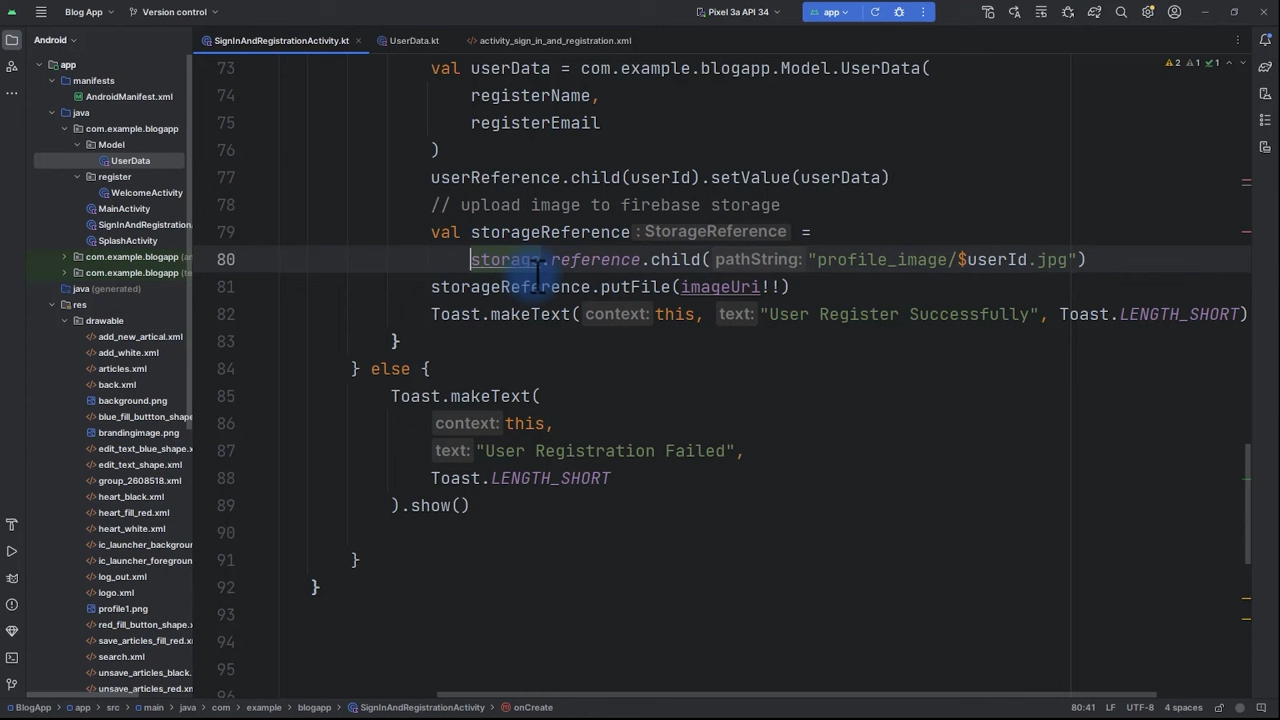 Blog App
Version control
Pixel 3a API 34
app
Android
SignInAndRegistrationActivity.kt
UserData.kt
activity_sign_in_and_registration.xml
app
manifests
AndroidManifest.xml
java
com.example.blogapp
Model
UserData
register
WelcomeActivity
MainActivity
SignInAndRegistration
SplashActivity
com.example.blogapp (an
com.example.blogapp (te
java (generated)
res
drawable
add_new_artical.xml
add_white.xml
articles.xml
back.xml
background.png
blue_fill_buttton_shape
brandingimage.png
edit_text_blue_shape.x
edit_text_shape.xml
group_2608518.xml
heart_black.xml
heart_fill_red.xml
heart_white.xml
ic_launcher_backgroun
ic_launcher_foregroun
log_out.xml
logo.xml
profile1.png
red_fill_button_shape.
save_articles_fill_red.x
search.xml
unsave_articles_black.
unsave_articles_red.xm
2 1 1
73 val userData = com.example.blogapp.Model.UserData(
74 registerName,
75 registerEmail
76 )
77 userReference.child(userId).setValue(userData)
78 // upload image to firebase storage
79 val storageReference : StorageReference =
80 storage.reference.child( pathString: "profile_image/$userId.jpg")
81 storageReference.putFile(imageUri!!)
82 Toast.makeText( context: this, text: "User Register Successfully", Toast.LENGTH_SHORT)
83 }
84 } else {
85 Toast.makeText(
86 context: this,
87 text: "User Registration Failed",
88 Toast.LENGTH_SHORT
89 ).show()
90
91 }
92 }
93
94
95
96
BlogApp > app > src > main > java > com > example > blogapp > SignInAndRegistrationActivity > onCreate
80:41 LF UTF-8 4 spaces